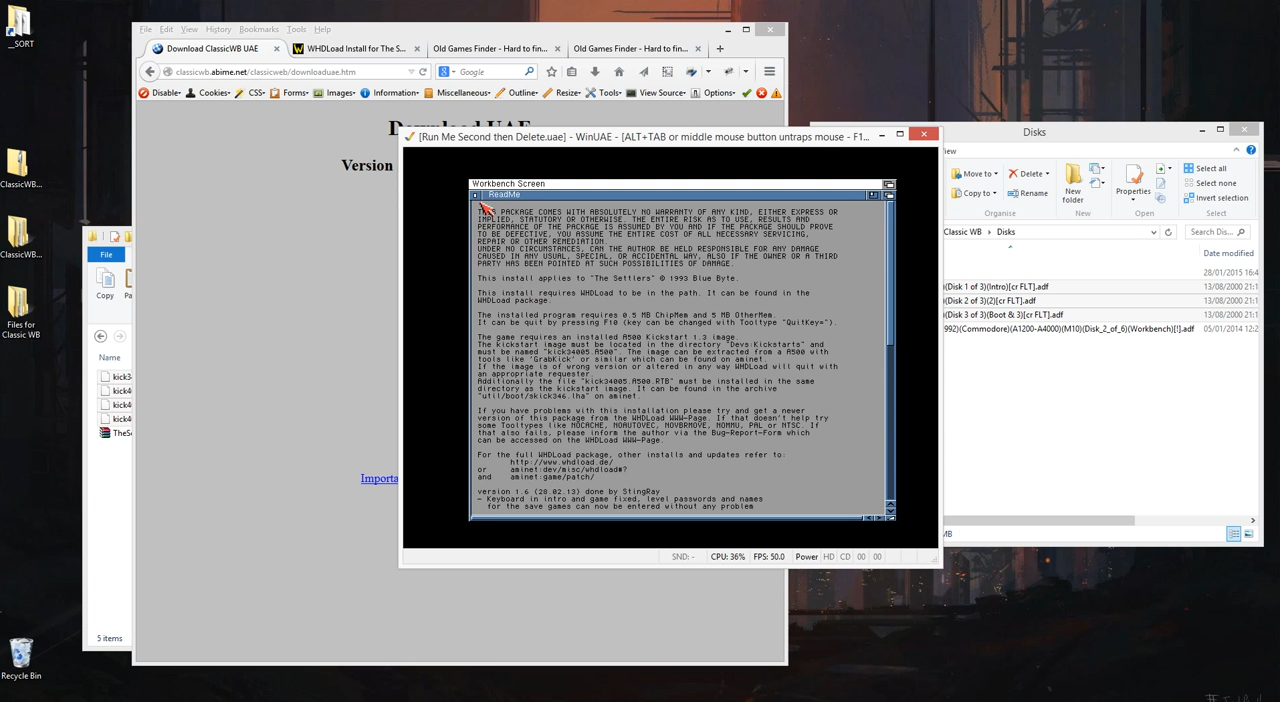 __SORT
ClassicWB...
ClassicWB...
Files for
Classic WB
Recycle Bin
File Edit View History Bookmarks Tools Help
Download ClassicWB UAE
WHDLoad Install for The S...
Old Games Finder - Hard to fin...
Old Games Finder - Hard to fin...
classicwb.abime.net/classicweb/downloaduae.htm
Google
Disable Cookies CSS Forms Images Information Miscellaneous Outline Resize Tools View Source Options
Version
Importa
File
Copy
Pa
Name
kick3
kick4
kick4
kick4
TheSe
5 items
[Run Me Second then Delete.uae] - WinUAE - [ALT+TAB or middle mouse button untraps mouse - F1...
Workbench Screen
ReadMe
THIS PACKAGE COMES WITH ABSOLUTELY NO WARRANTY OF ANY KIND, EITHER EXPRESS OR
IMPLIED, STATUTORY OR OTHERWISE. THE ENTIRE RISK AS TO USE, RESULTS AND
PERFORMANCE OF THE PACKAGE IS ASSUMED BY YOU AND IF THE PACKAGE SHOULD PROVE
TO BE DEFECTIVE, YOU ASSUME THE ENTIRE COST OF ALL NECESSARY SERVICING,
REPAIR OR OTHER REMEDIATION.
UNDER NO CIRCUMSTANCES, CAN THE AUTHOR BE HELD RESPONSIBLE FOR ANY DAMAGE
CAUSED IN ANY USUAL, SPECIAL, OR ACCIDENTAL WAY, ALSO IF THE OWNER OR A THIRD
PARTY HAS BEEN POINTED AT SUCH POSSIBILITIES OF DAMAGE.
This install applies to "The Settlers" © 1993 Blue Byte.
This install requires WHDLoad to be in the path. It can be found in the
WHDLoad package.
The installed program requires 0.5 MB ChipMem and 5 MB OtherMem.
It can be quit by pressing F10 (key can be changed with Tooltype "QuitKey=").
The game requires an installed A500 Kickstart 1.3 image.
The kickstart image must be located in the directory "Devs:Kickstarts" and
must be named "kick34005.A500". The image can be extracted from a A500 with
tools like 'GrabKick' or similar which can be found on aminet.
If the image is of wrong version or altered in any way WHDLoad will quit with
an appropriate requester.
Additionally the file "kick34005.A500.RTB" must be installed in the same
directory as the kickstart image. It can be found in the archive
"util/boot/skick346.lha" on aminet.
If you have problems with this installation please try and get a newer
version of this package from the WHDLoad WWW-Page. If that doesn't help try
some Tooltypes like NOCACHE, NOAUTOVEC, NOVBRMOVE, NOMMU, PAL or NTSC. If
that also fails, please inform the author via the Bug-Report-Form which
can be accessed on the WHDLoad WWW-Page.
For the full WHDLoad package, other installs and updates refer to:
http://www.whdload.de/
or aminet:dev/misc/whdload#?
and aminet:game/patch/
version 1.6 (28.02.13) done by StingRay
- Keyboard in intro and game fixed, level passwords and names
for the save games can now be entered without any problem
SND: - CPU: 36% FPS: 50.0 Power HD CD 00 00
Disks
Move to
Copy to
Delete
Rename
New
folder
Properties
Select all
Select none
Invert selection
Organise New Open Select
Classic WB Disks
Search Dis...
Date modified
28/01/2015 16:4
(Disk 1 of 3)(Intro)[cr FLT].adf 13/08/2000 21:1
(Disk 2 of 3)(2)[cr FLT].adf 13/08/2000 21:1
(Disk 3 of 3)(Boot & 3)[cr FLT].adf 13/08/2000 21:1
992)(Commodore)(A1200-A4000)(M10)(Disk_2_of_6)(Workbench)[!].adf 05/01/2014 12:2
MB